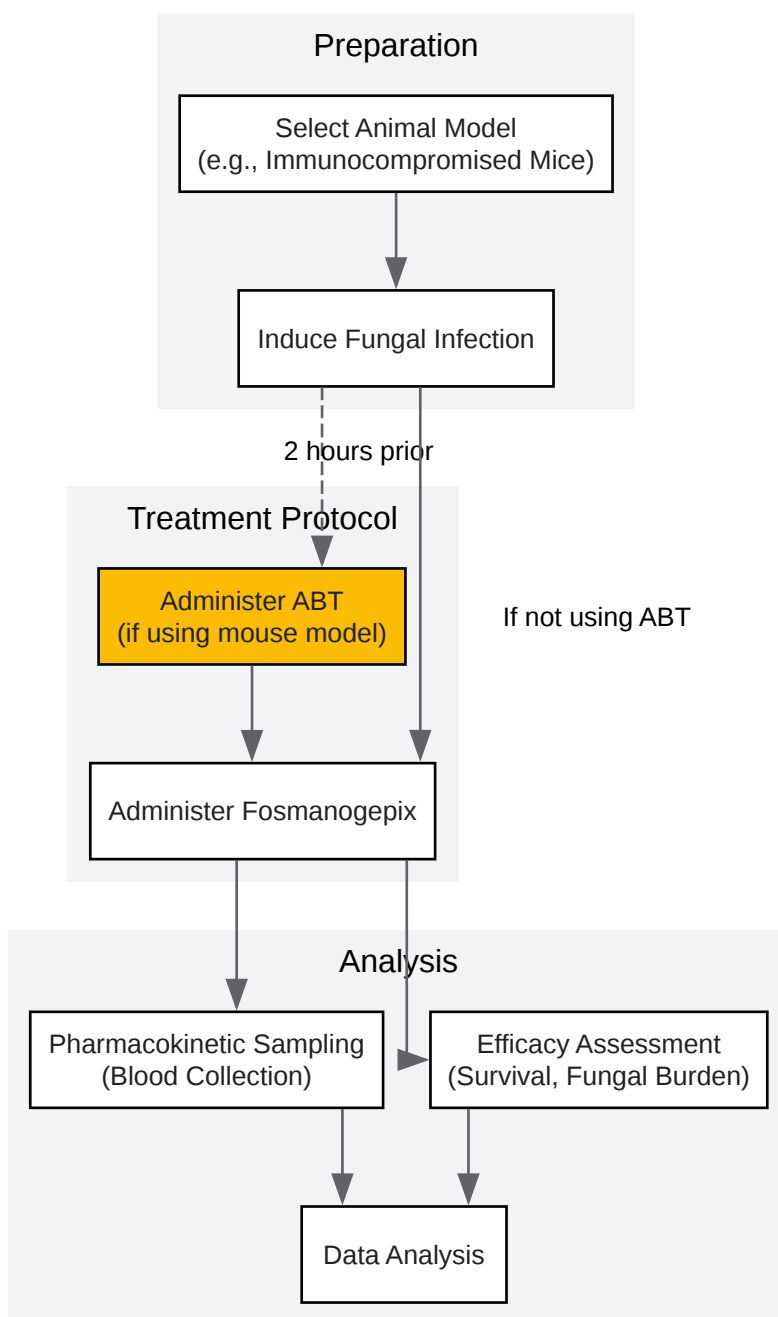 Preparation
Select Animal Model
(e.g., Immunocompromised Mice)
Induce Fungal Infection
2 hours prior
Treatment Protocol
Administer ABT
(if using mouse model)
If not using ABT
Administer Fosmanogepix
Analysis
Pharmacokinetic Sampling
(Blood Collection)
Efficacy Assessment
(Survival, Fungal Burden)
Data Analysis